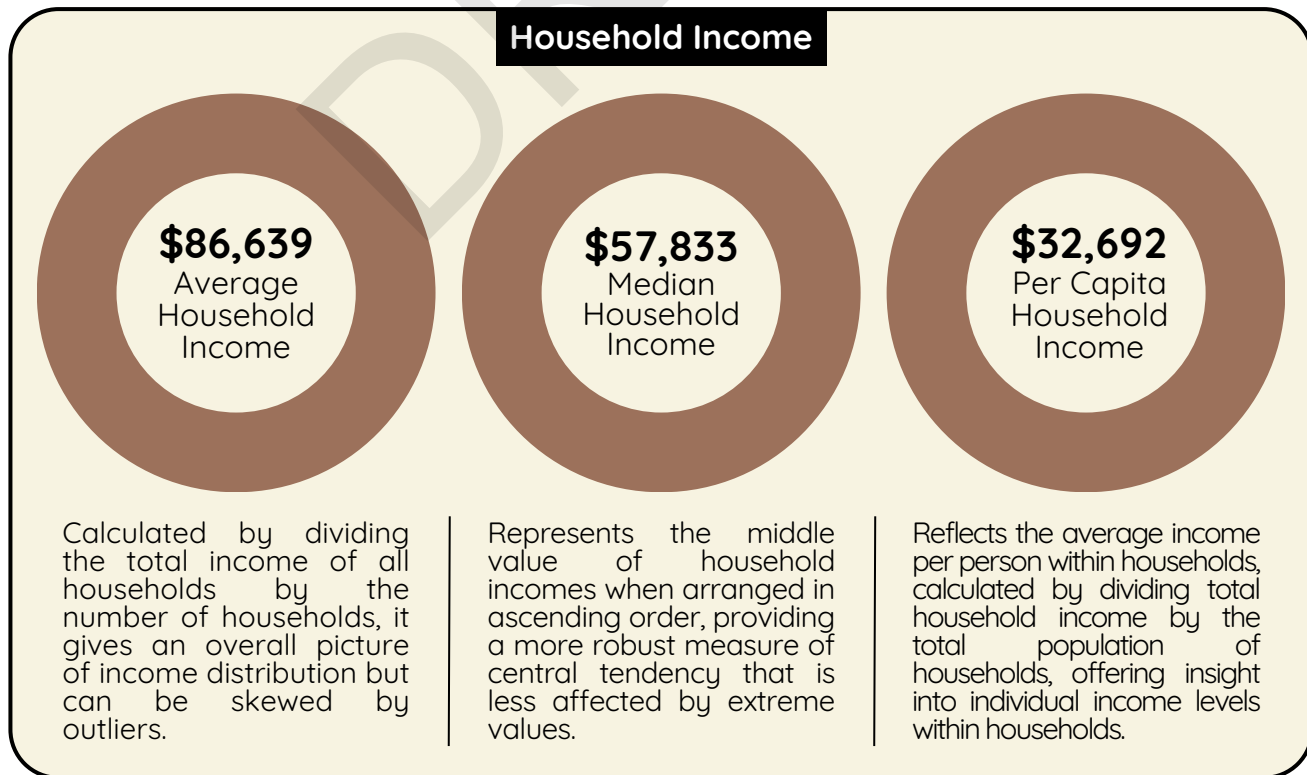 Household Income
$86,639
Average
Household
Income
$57,833
Median
Household
Income
$32,692
Per Capita
Household
Income
Calculated by dividing
the total income of all
households by the
number of households, it
gives an overall picture
of income distribution but
can be skewed by
outliers.
Represents the middle
value of household
incomes when arranged in
ascending order, providing
a more robust measure of
central tendency that is
less affected by extreme
values.
Reflects the average income
per person within households,
calculated by dividing total
household income by the
total population of
households, offering insight
into individual income levels
within households.